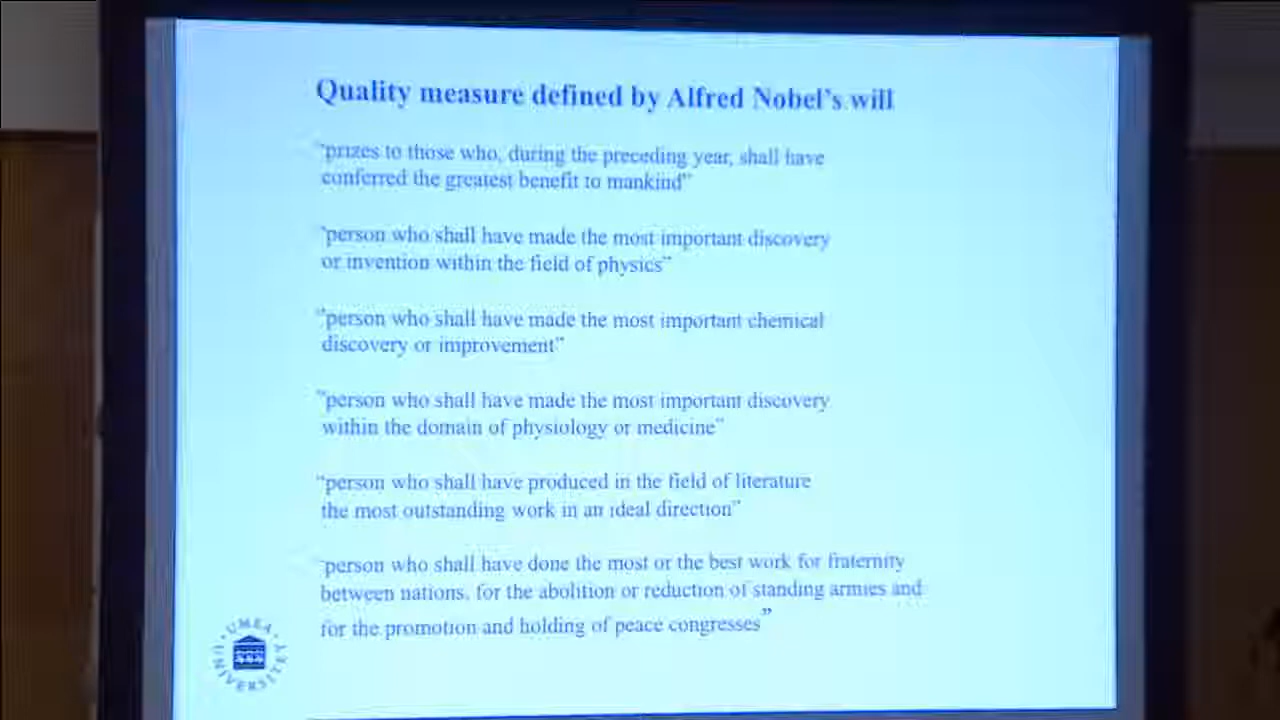 Quality measure defined by Alfred Nobel's will
"prizes to those who, during the preceding year, shall have
conferred the greatest benefit to mankind"
"person who shall have made the most important discovery
or invention within the field of physics"
"person who shall have made the most important chemical
discovery or improvement"
"person who shall have made the most important discovery
within the domain of physiology or medicine"
"person who shall have produced in the field of literature
the most outstanding work in an ideal direction"
"person who shall have done the most or the best work for fraternity
between nations, for the abolition or reduction of standing armies and
for the promotion and holding of peace congresses"
UMEÅ UNIVERSITET